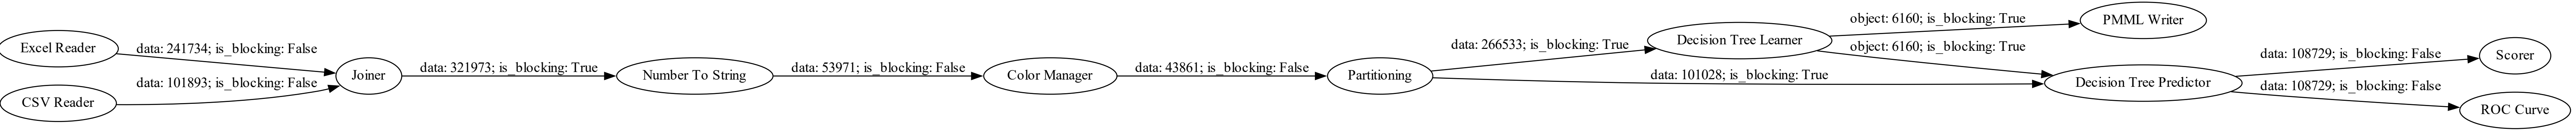 Excel Reader
data: 241734; is_blocking: False
CSV Reader
data: 101893; is_blocking: False
Joiner
data: 321973; is_blocking: True
Number To String
data: 53971; is_blocking: False
Color Manager
data: 43861; is_blocking: False
Partitioning
data: 266533; is_blocking: True
data: 101028; is_blocking: True
Decision Tree Learner
object: 6160; is_blocking: True
object: 6160; is_blocking: True
PMML Writer
Decision Tree Predictor
data: 108729; is_blocking: False
data: 108729; is_blocking: False
Scorer
ROC Curve